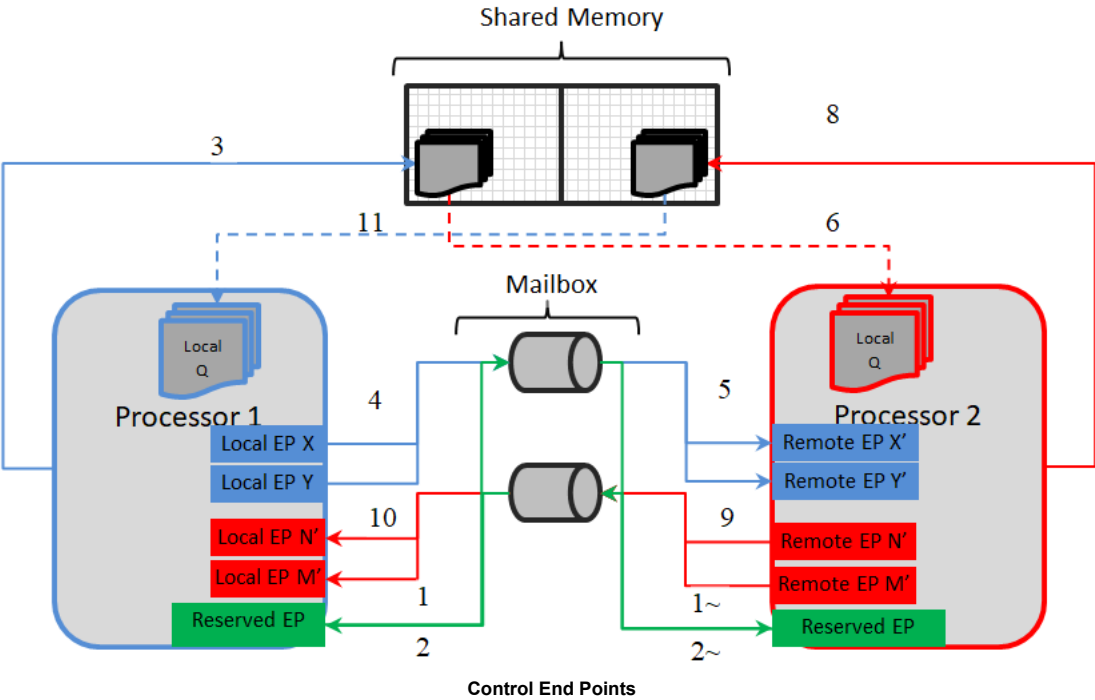 Shared Memory
3
8
11
6
Mailbox
Local
Q
Local
Q
Processor 1
4
5
Processor 2
Local EP X
Remote EP X’
Local EP Y
Remote EP Y’
10
9
Local EP N’
Remote EP N’
Local EP M’
Remote EP M’
1
1~
Reserved EP
Reserved EP
2
2~
Control End Points